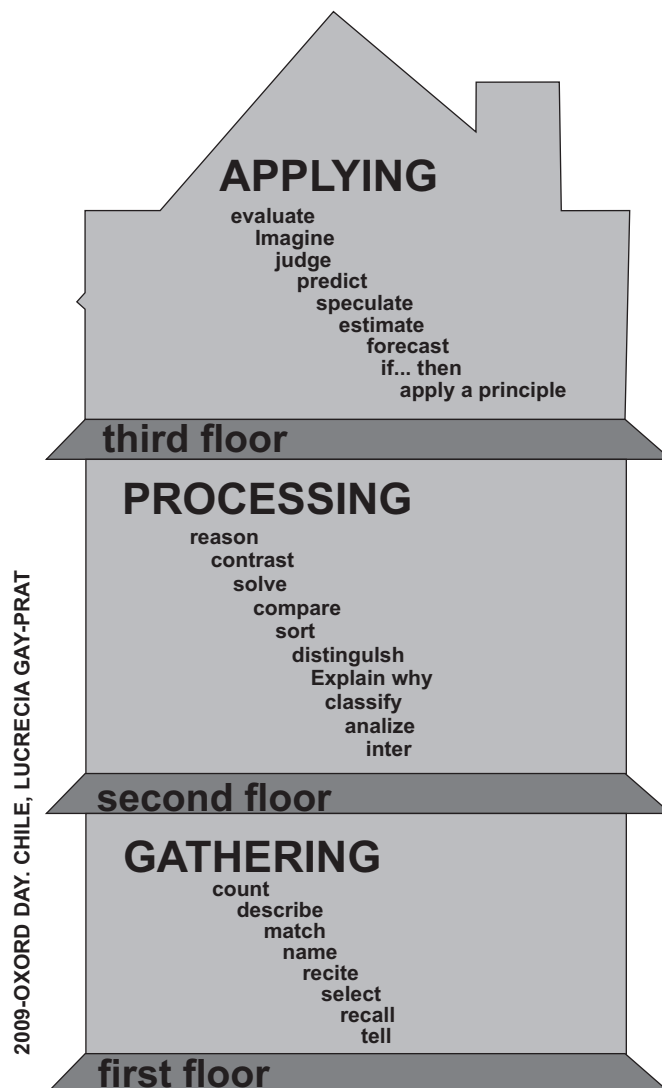 APPLYING
evaluate
Imagine
judge
predict
speculate
estimate
forecast
if... then
apply a principle
third floor
PROCESSING
reason
contrast
solve
compare
sort
distingulsh
Explain why
classify
analize
inter
second floor
GATHERING
count
describe
match
name
recite
select
recall
tell
first floor
2009-OXORD DAY. CHILE, LUCRECIA GAY-PRAT